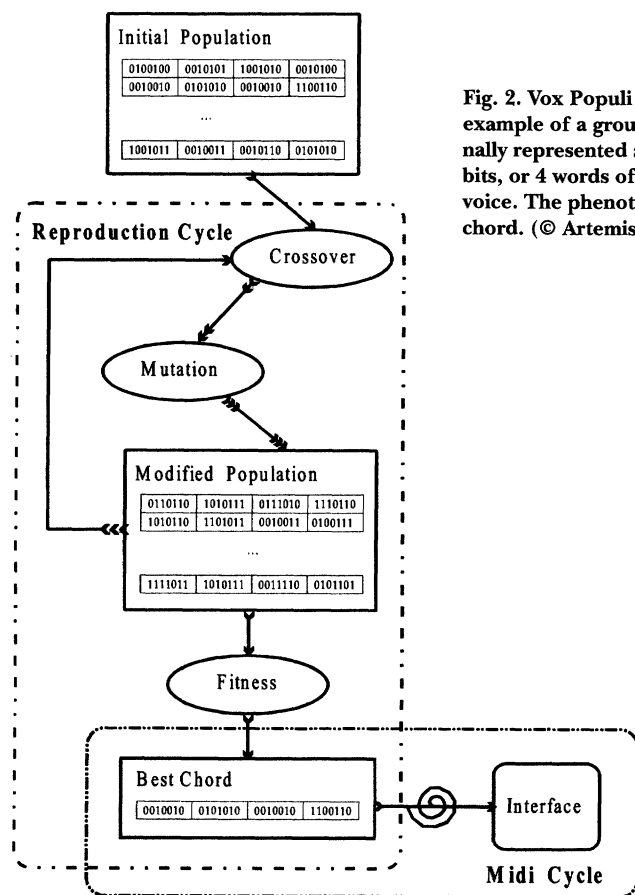 Initial Population
0100100 0010101 1001010 0010100
0010010 0101010 0010010 1100110
...
1001011 0010011 0010110 0101010
Fig. 2. Vox Populi
example of a grou
nally represented a
bits, or 4 words of
voice. The phenot
chord. (© Artemis
Reproduction Cycle
Crossover
Mutation
Modified Population
0110110 1010111 0111010 1110110
1010110 1101011 0010011 0100111
...
1111011 1010111 0011110 0101101
Fitness
Best Chord
0010010 0101010 0010010 1100110
Interface
Midi Cycle